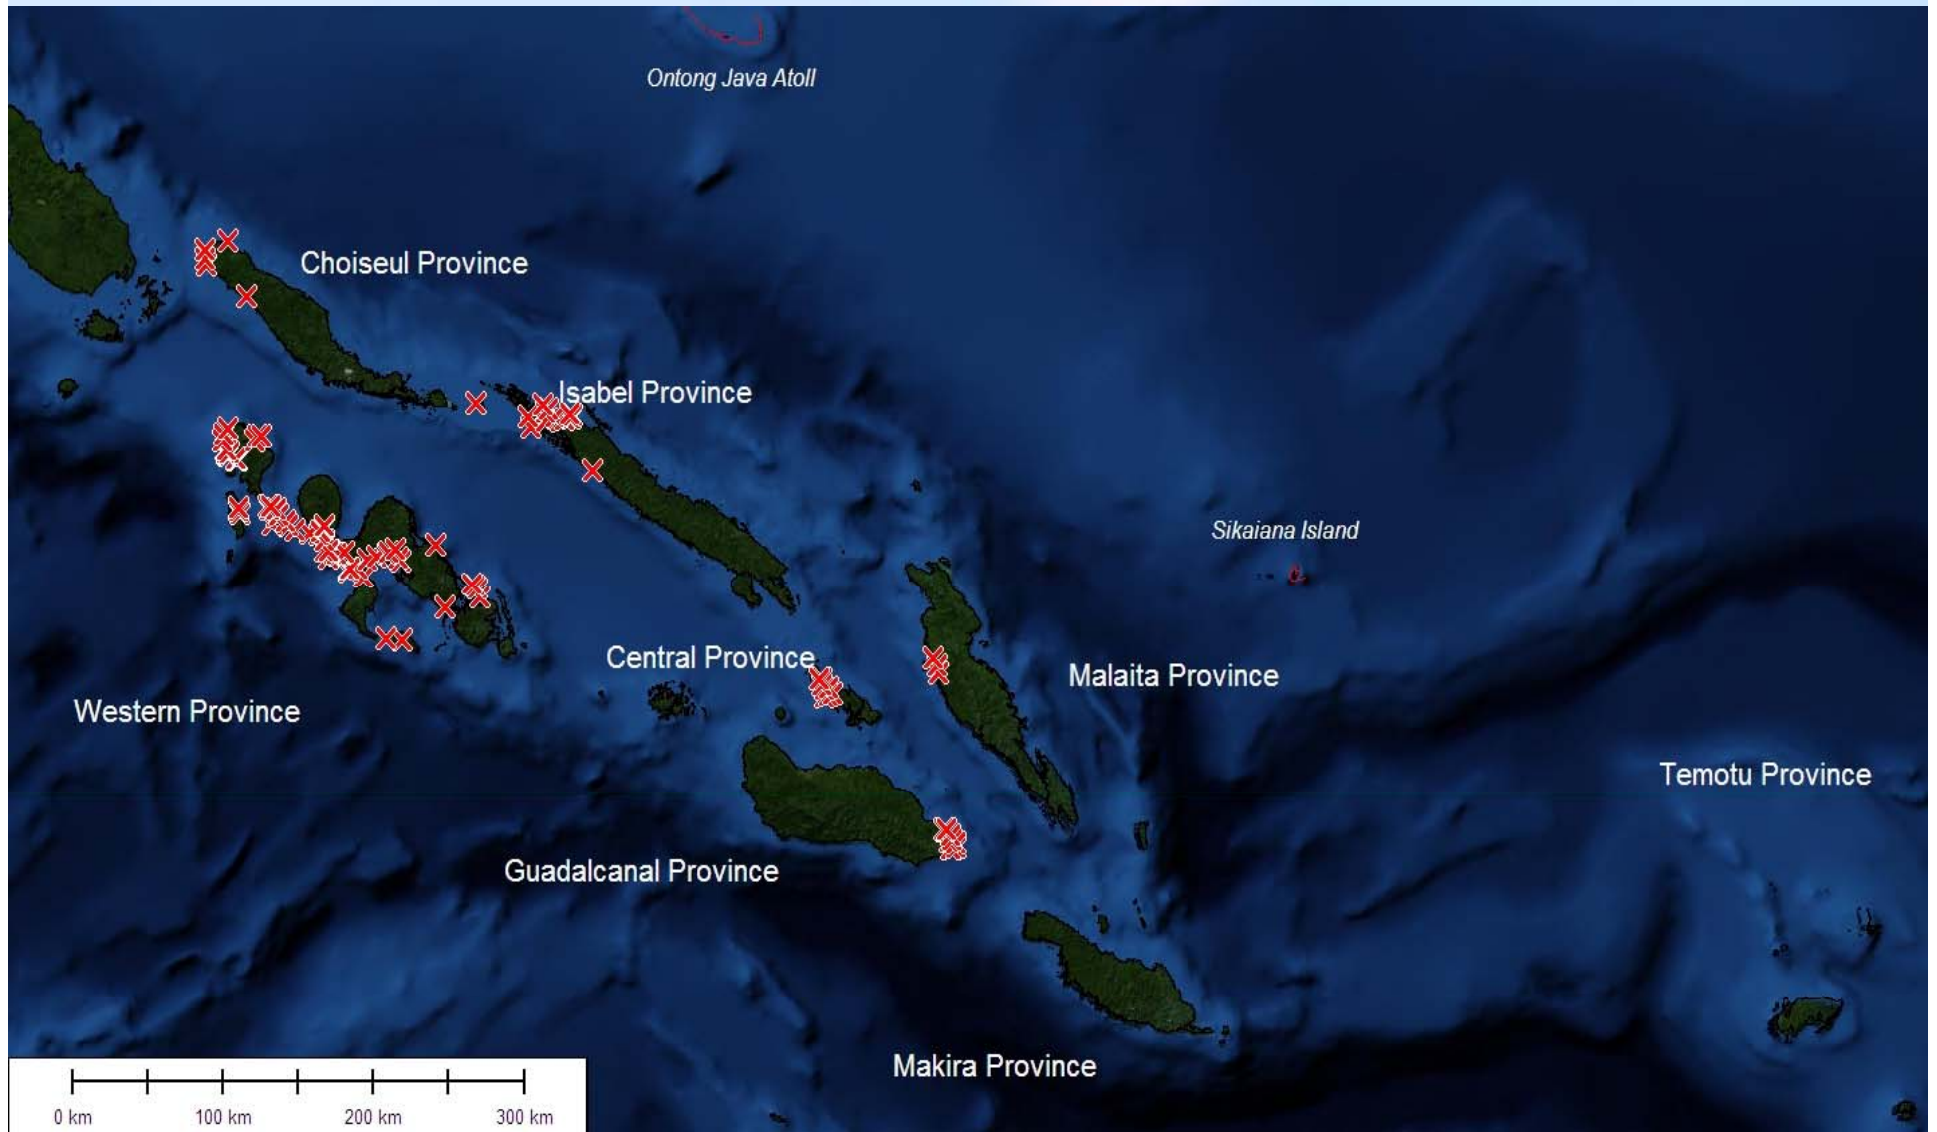 Ontong Java Atoll
Choiseul Province
Isabel Province
Sikaiana Island
Central Province
Malaita Province
Western Province
Temotu Province
Guadalcanal Province
Makira Province
0 km 100 km 200 km 300 km